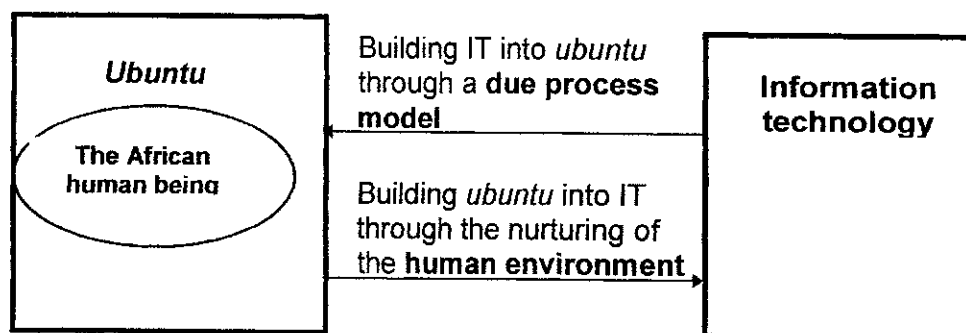 Ubuntu
The African
human being
Building IT into ubuntu
through a due process
model
Building ubuntu into IT
through the nurturing of
the human environment
Information
technology